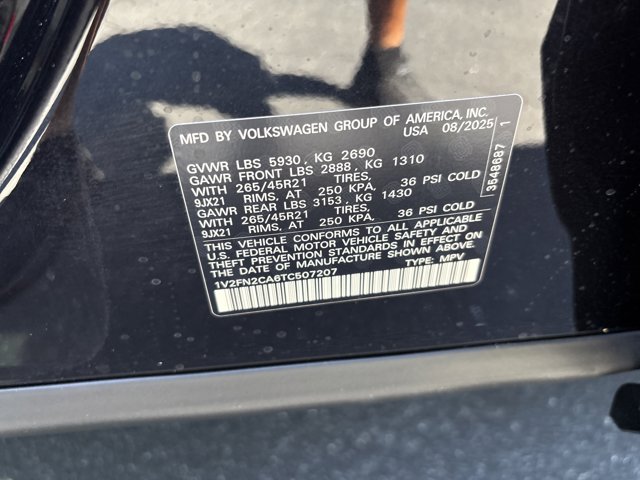 MFD BY VOLKSWAGEN GROUP OF AMERICA, INC.
USA 08/2025
GVWR LBS 5930, KG 2690
GAWR FRONT LBS 2888, KG 1310
WITH 265/45R21 TIRES,
9JX21 RIMS, AT 250 KPA, 36 PSI COLD
GAWR REAR LBS 3153, KG 1430
WITH 265/45R21 TIRES,
9JX21 RIMS, AT 250 KPA, 36 PSI COLD
THIS VEHICLE CONFORMS TO ALL APPLICABLE
U.S. FEDERAL MOTOR VEHICLE SAFETY AND
THEFT PREVENTION STANDARDS IN EFFECT ON
THE DATE OF MANUFACTURE SHOWN ABOVE.
1V2FN2CA6TC507207 TYPE: MPV
3648687 1